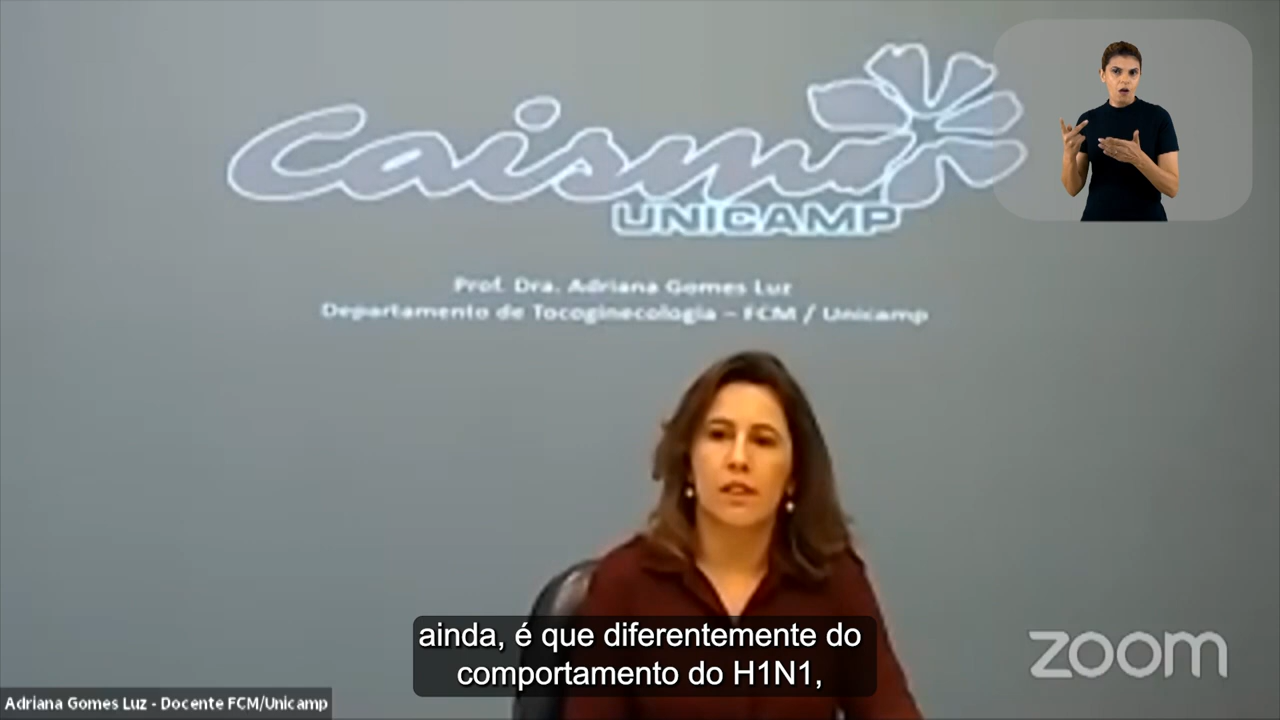 Caism
UNICAMP
Prof. Dra. Adriana Gomes Luz
Departamento de Tocoginecologia – FCM / Unicamp
ainda, é que diferentemente do
comportamento do H1N1,
zoom
Adriana Gomes Luz - Docente FCM/Unicamp